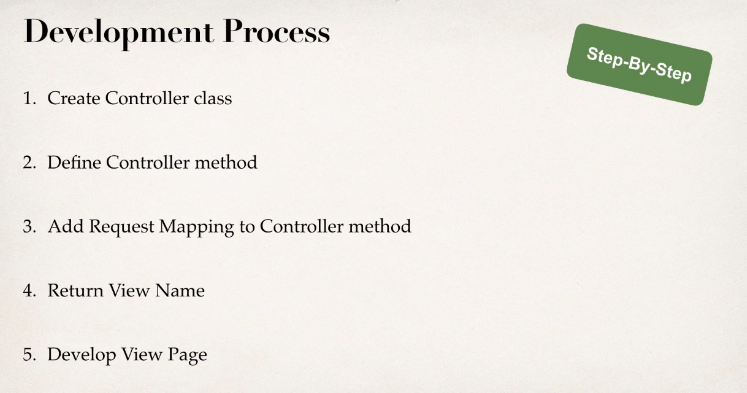 Development Process
Step-By-Step
1. Create Controller class
2. Define Controller method
3. Add Request Mapping to Controller method
4. Return View Name
5. Develop View Page